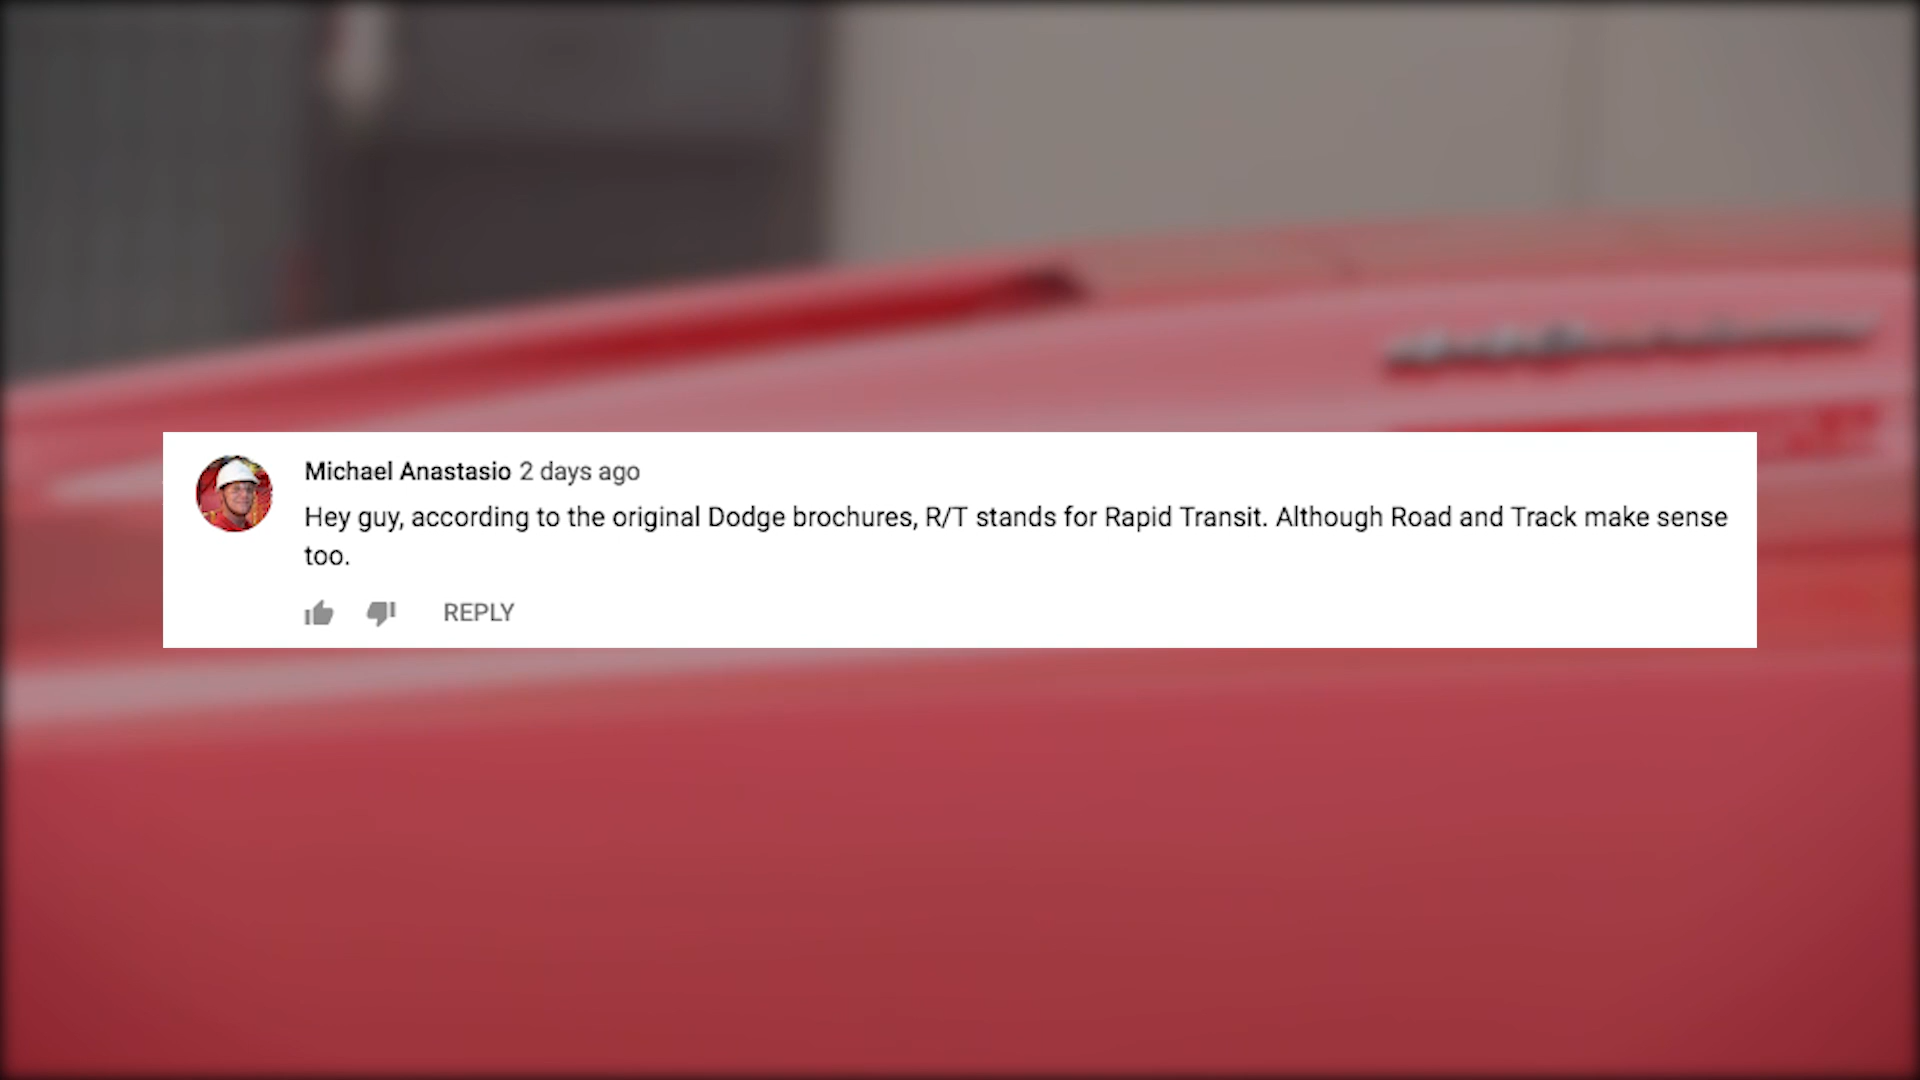 Michael Anastasio 2 days ago
Hey guy, according to the original Dodge brochures, R/T stands for Rapid Transit. Although Road and Track make sense
too.
REPLY